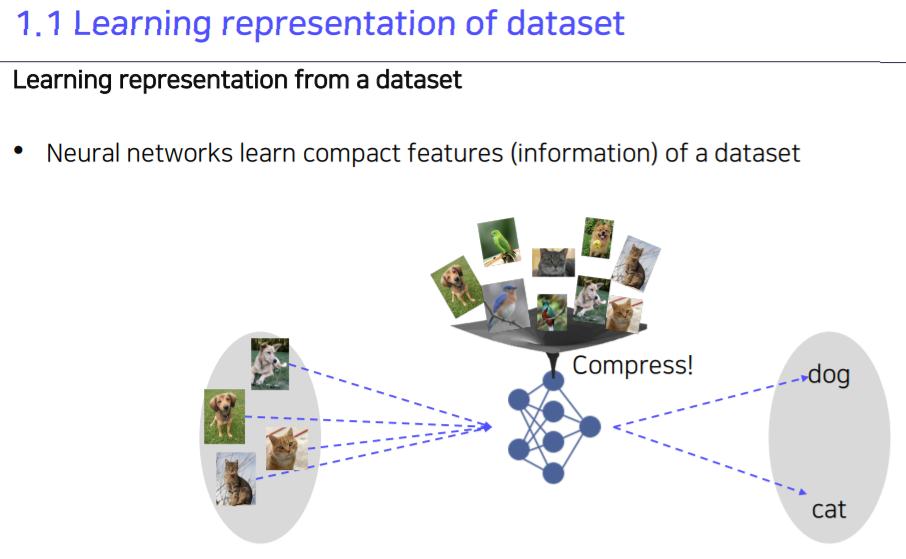 1.1 Learning representation of dataset
Learning representation from a dataset
• Neural networks learn compact features (information) of a dataset
Compress!
dog
cat